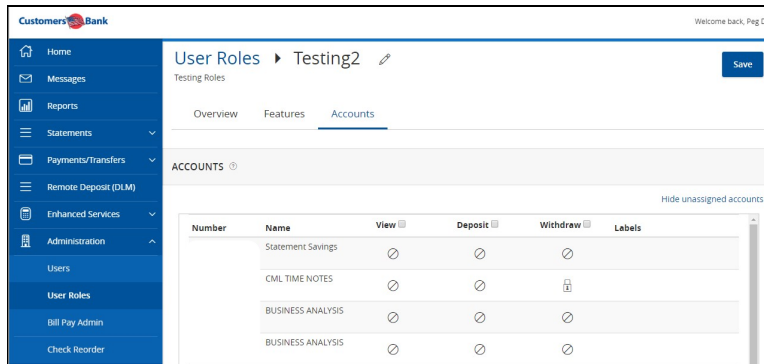 Customers Bank
Welcome back, Peg
Home
Messages
Reports
Statements
Payments/Transfers
Remote Deposit (DLM)
Enhanced Services
Administration
Users
User Roles
Bill Pay Admin
Check Reorder
User Roles Testing2
Save
Testing Roles
Overview Features Accounts
ACCOUNTS
Hide unassigned accounts
Number Name View Deposit Withdraw Labels
Statement Savings
CML TIME NOTES
BUSINESS ANALYSIS
BUSINESS ANALYSIS